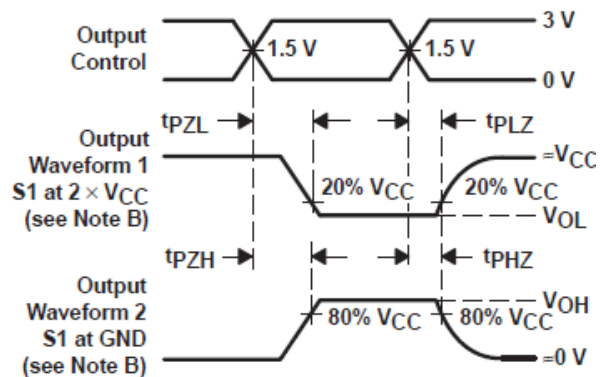 Output
Control
1.5 V
1.5 V
3 V
0 V
tPZL
tPLZ
Output
Waveform 1
S1 at 2 × VCC
(see Note B)
20% VCC
20% VCC
≈VCC
VOL
tPZH
tPHZ
Output
Waveform 2
S1 at GND
(see Note B)
80% VCC
80% VCC
VOH
≈0 V